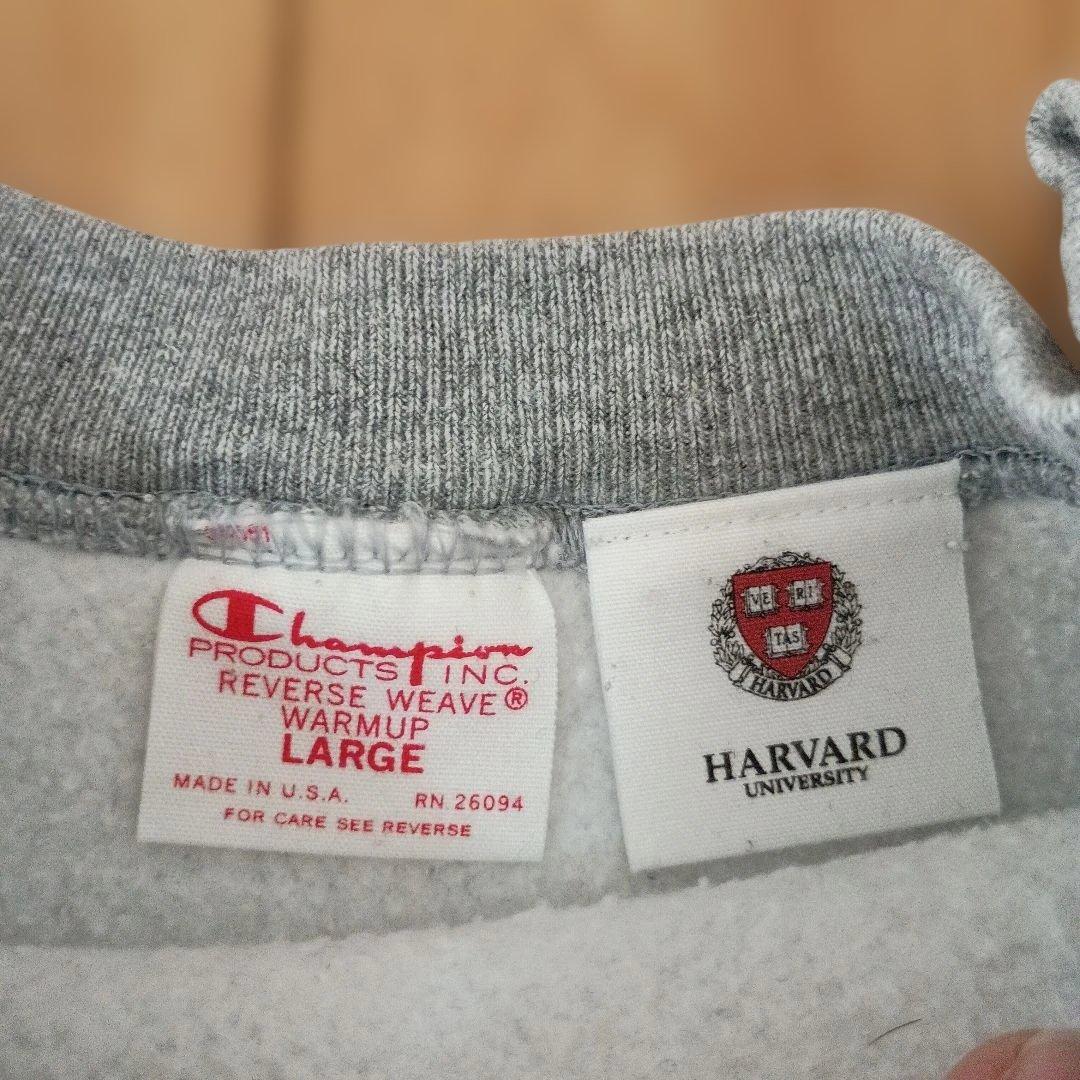 Champion
PRODUCTS INC.
REVERSE WEAVE®
WARMUP
LARGE
MADE IN U.S.A. RN 26094
FOR CARE SEE REVERSE
VE RI
TAS
HARVARD
HARVARD
UNIVERSITY